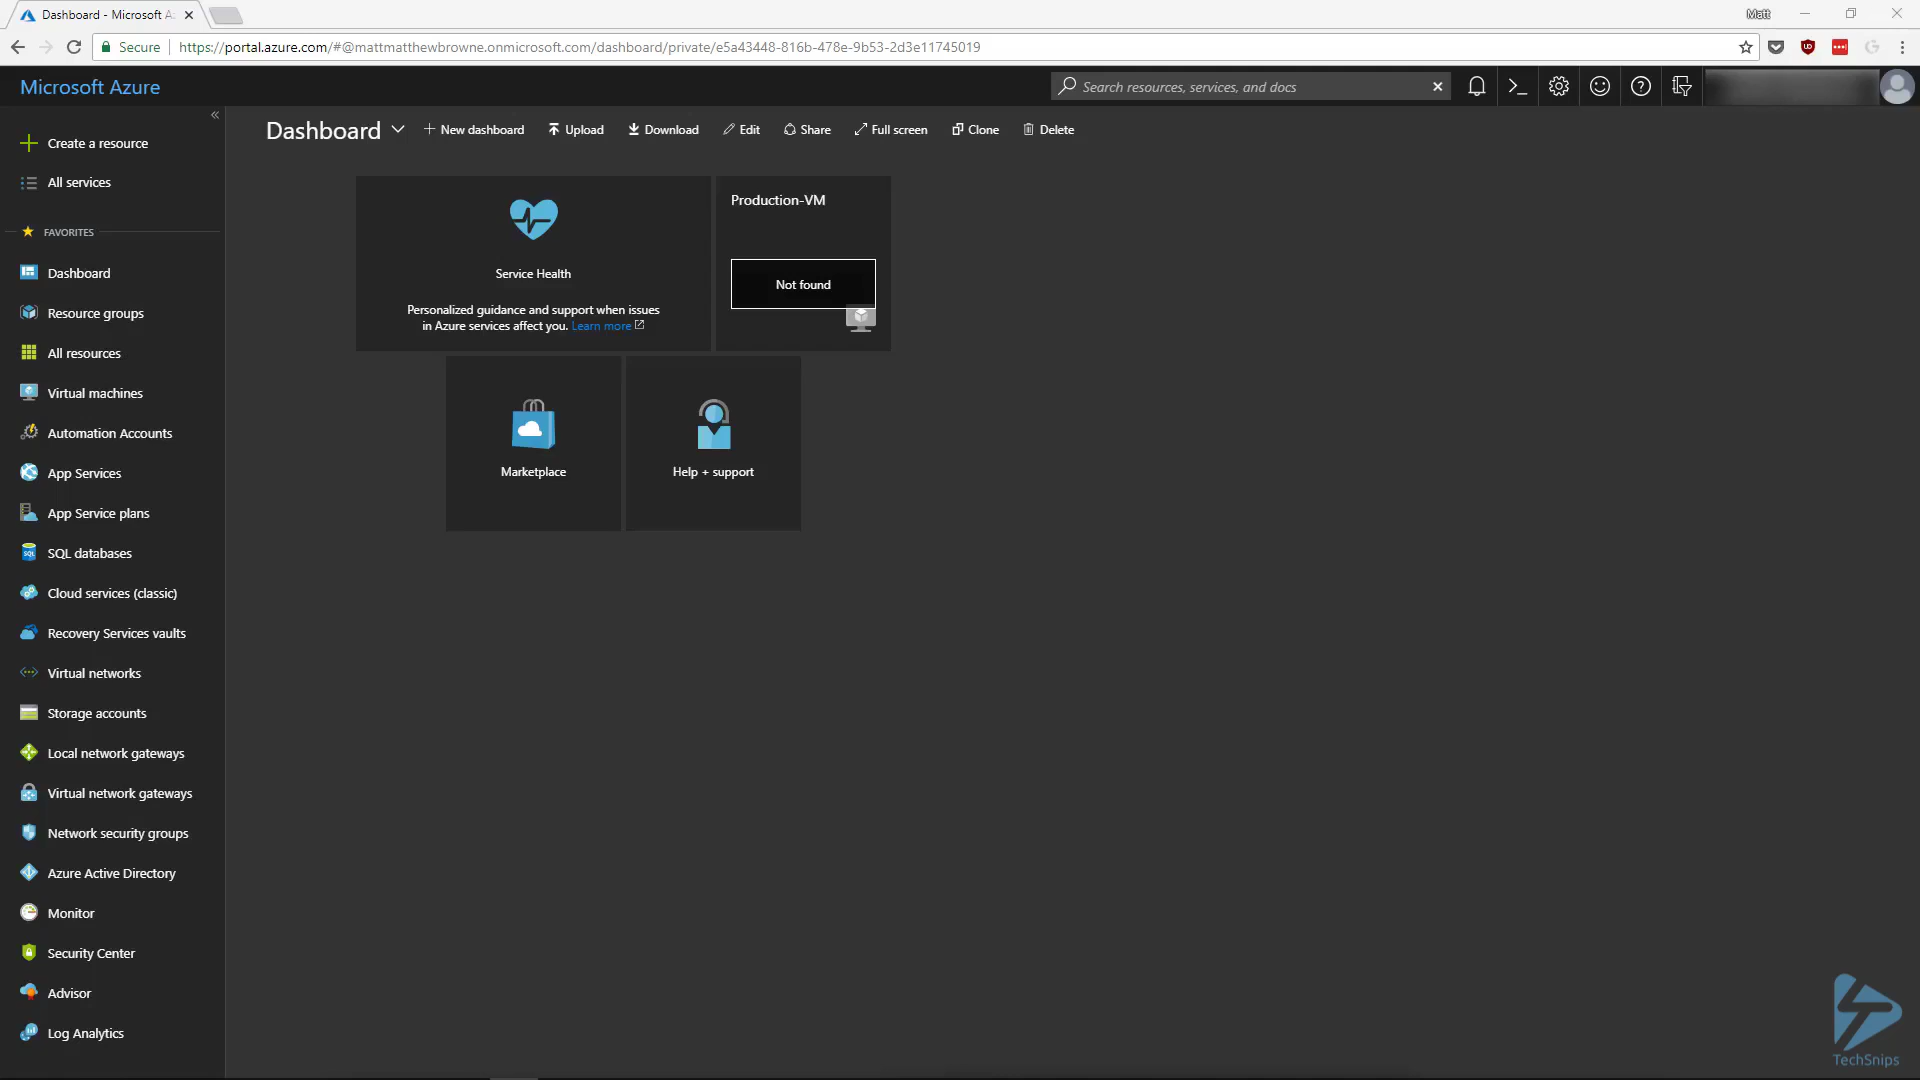 Dashboard - Microsoft A
Matt
Secure
https://portal.azure.com/#@mattmatthewbrowne.onmicrosoft.com/dashboard/private/e5a43448-816b-478e-9b53-2d3e11745019
Microsoft Azure
Search resources, services, and docs
Dashboard
New dashboard
Upload
Download
Edit
Share
Full screen
Clone
Delete
Create a resource
All services
FAVORITES
Dashboard
Resource groups
All resources
Virtual machines
Automation Accounts
App Services
App Service plans
SQL databases
Cloud services (classic)
Recovery Services vaults
Virtual networks
Storage accounts
Local network gateways
Virtual network gateways
Network security groups
Azure Active Directory
Monitor
Security Center
Advisor
Log Analytics
Service Health
Personalized guidance and support when issues
in Azure services affect you. Learn more
Production-VM
Not found
Marketplace
Help + support
TechSnips